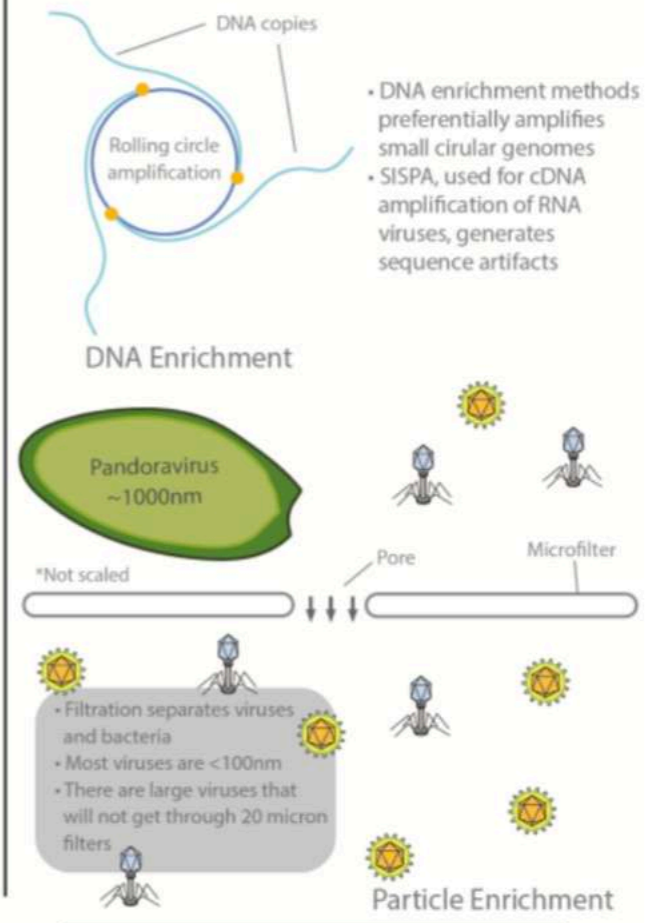 DNA copies
Rolling circle
amplification
• DNA enrichment methods
preferentially amplifies
small cirular genomes
• SISPA, used for cDNA
amplification of RNA
viruses, generates
sequence artifacts
DNA Enrichment
Pandoravirus
~1000nm
*Not scaled
Pore
Microfilter
• Filtration separates viruses
and bacteria
• Most viruses are <100nm
• There are large viruses that
will not get through 20 micron
filters
Particle Enrichment